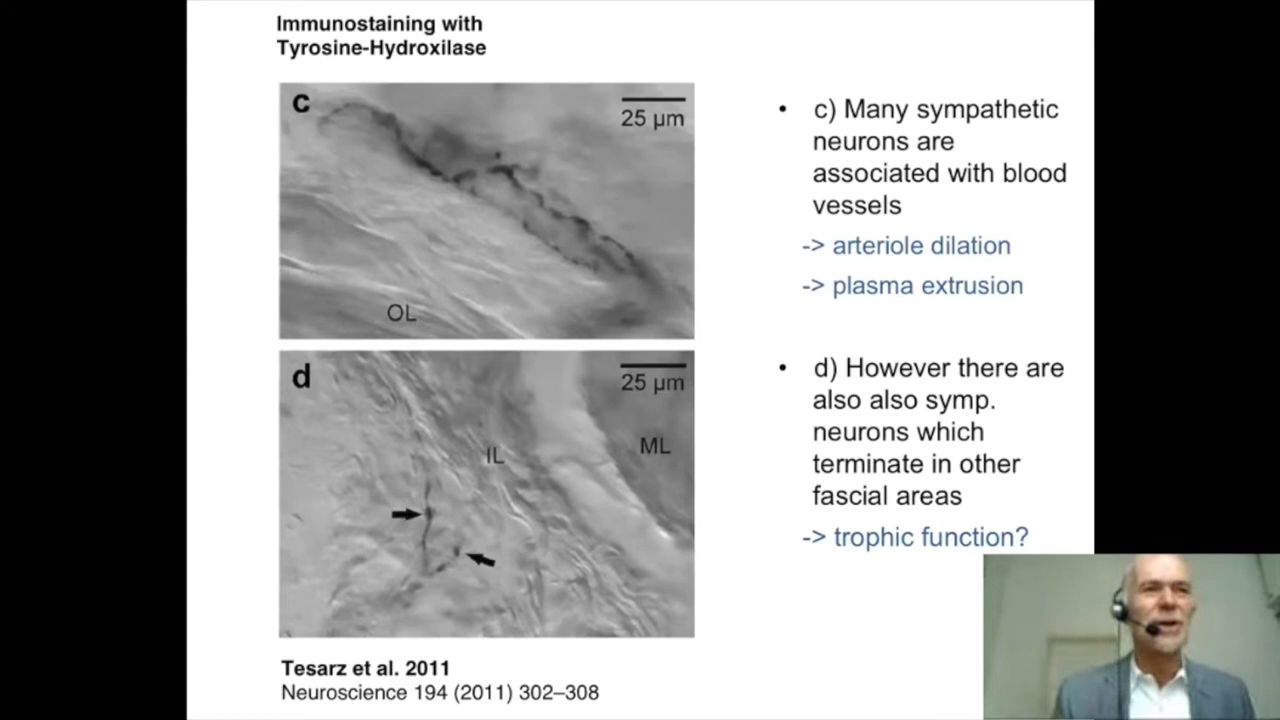 Immunostaining with
Tyrosine-Hydroxilase
c
25 µm
OL
d
25 µm
IL
ML
• c) Many sympathetic
neurons are
associated with blood
vessels
-> arteriole dilation
-> plasma extrusion
• d) However there are
also also symp.
neurons which
terminate in other
fascial areas
-> trophic function?
Tesarz et al. 2011
Neuroscience 194 (2011) 302–308